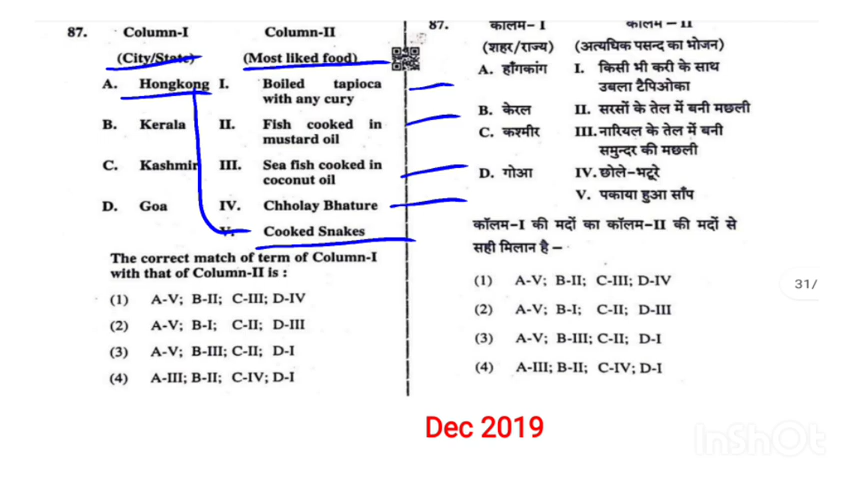 87. Column-I Column-II
(City/State) (Most liked food)
A. Hongkong I. Boiled tapioca
with any cury
B. Kerala II. Fish cooked in
mustard oil
C. Kashmir III. Sea fish cooked in
coconut oil
D. Goa IV. Chholay Bhature
V. Cooked Snakes
The correct match of term of Column-I
with that of Column-II is :
(1) A-V; B-II; C-III; D-IV
(2) A-V; B-I; C-II; D-III
(3) A-V; B-III; C-II; D-I
(4) A-III; B-II; C-IV; D-I
87. कालम- I कालम – II
(शहर/राज्य) (अत्यधिक पसन्द का भोजन)
A. हाँगकांग I. किसी भी करी के साथ
उबला टैपिओका
B. केरल II. सरसों के तेल में बनी मछली
C. कश्मीर III. नारियल के तेल में बनी
समुन्दर की मछली
D. गोआ IV. छोले-भटूरे
V. पकाया हुआ साँप
कॉलम-I की मदों का कॉलम-II की मदों से
सही मिलान है –
(1) A-V; B-II; C-III; D-IV
(2) A-V; B-I; C-II; D-III
(3) A-V; B-III; C-II; D-I
(4) A-III; B-II; C-IV; D-I
31/
Dec 2019
InShOt